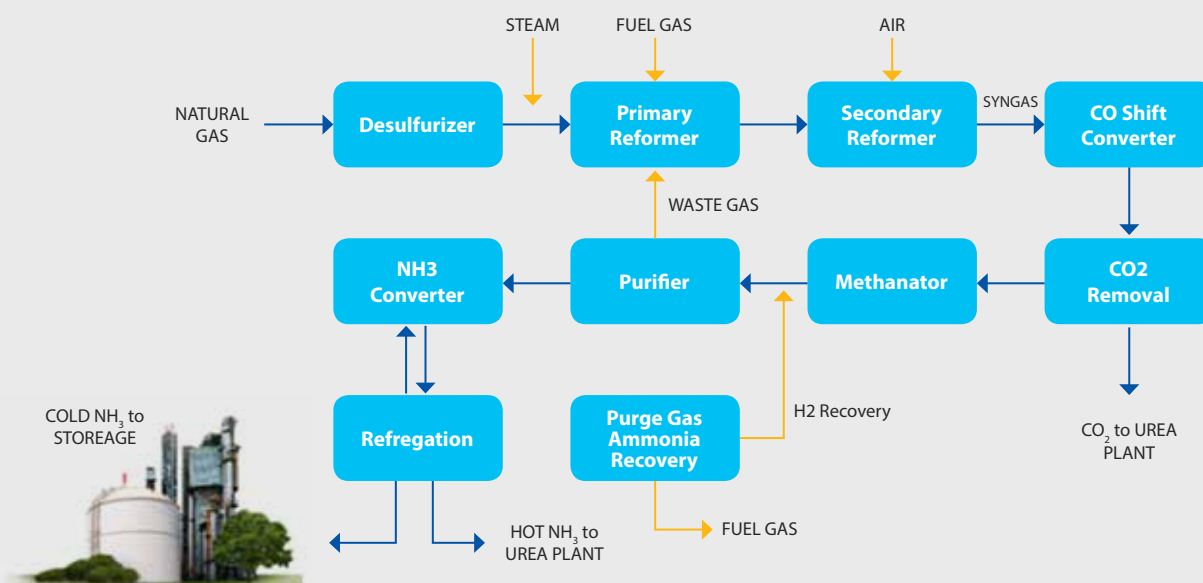 STEAM
FUEL GAS
AIR
NATURAL
GAS
Desulfurizer
Primary
Reformer
Secondary
Reformer
SYNGAS
CO Shift
Converter
WASTE GAS
NH3
Converter
Purifier
Methanator
CO2
Removal
COLD NH₃ to
STOREAGE
Refregation
Purge Gas
Ammonia
Recovery
H2 Recovery
CO₂ to UREA
PLANT
HOT NH₃ to
UREA PLANT
FUEL GAS